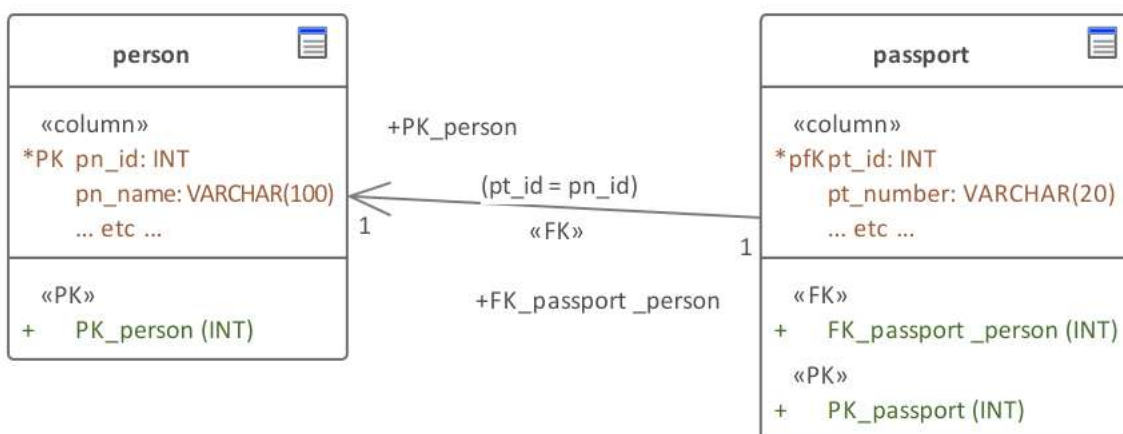 person
«column»
*PK pn_id: INT
pn_name: VARCHAR(100)
... etc ...
«PK»
+ PK_person (INT)
+PK_person
(pt_id = pn_id)
1
«FK»
1
+FK_passport _person
passport
«column»
*pfK pt_id: INT
pt_number: VARCHAR(20)
... etc ...
«FK»
+ FK_passport _person (INT)
«PK»
+ PK_passport (INT)